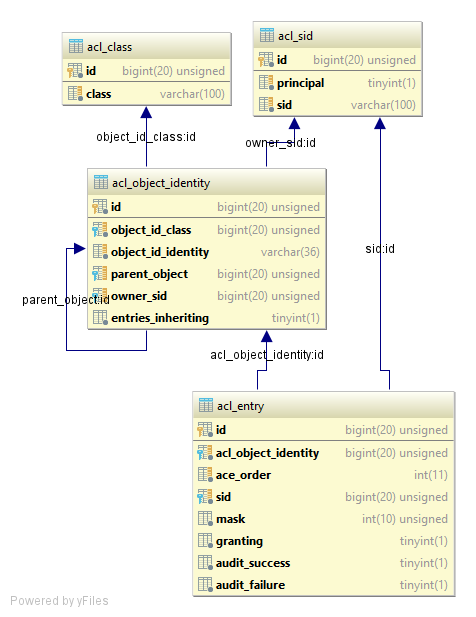 acl_class
id bigint(20) unsigned
class varchar(100)
acl_sid
id bigint(20) unsigned
principal tinyint(1)
sid varchar(100)
object_id_class:id
owner_sid:id
acl_object_identity
id bigint(20) unsigned
object_id_class bigint(20) unsigned
object_id_identity varchar(36)
parent_object bigint(20) unsigned
owner_sid bigint(20) unsigned
entries_inheriting tinyint(1)
sid:id
parent_object:id
acl_object_identity:id
acl_entry
id bigint(20) unsigned
acl_object_identity bigint(20) unsigned
ace_order int(11)
sid bigint(20) unsigned
mask int(10) unsigned
granting tinyint(1)
audit_success tinyint(1)
audit_failure tinyint(1)
Powered by yFiles